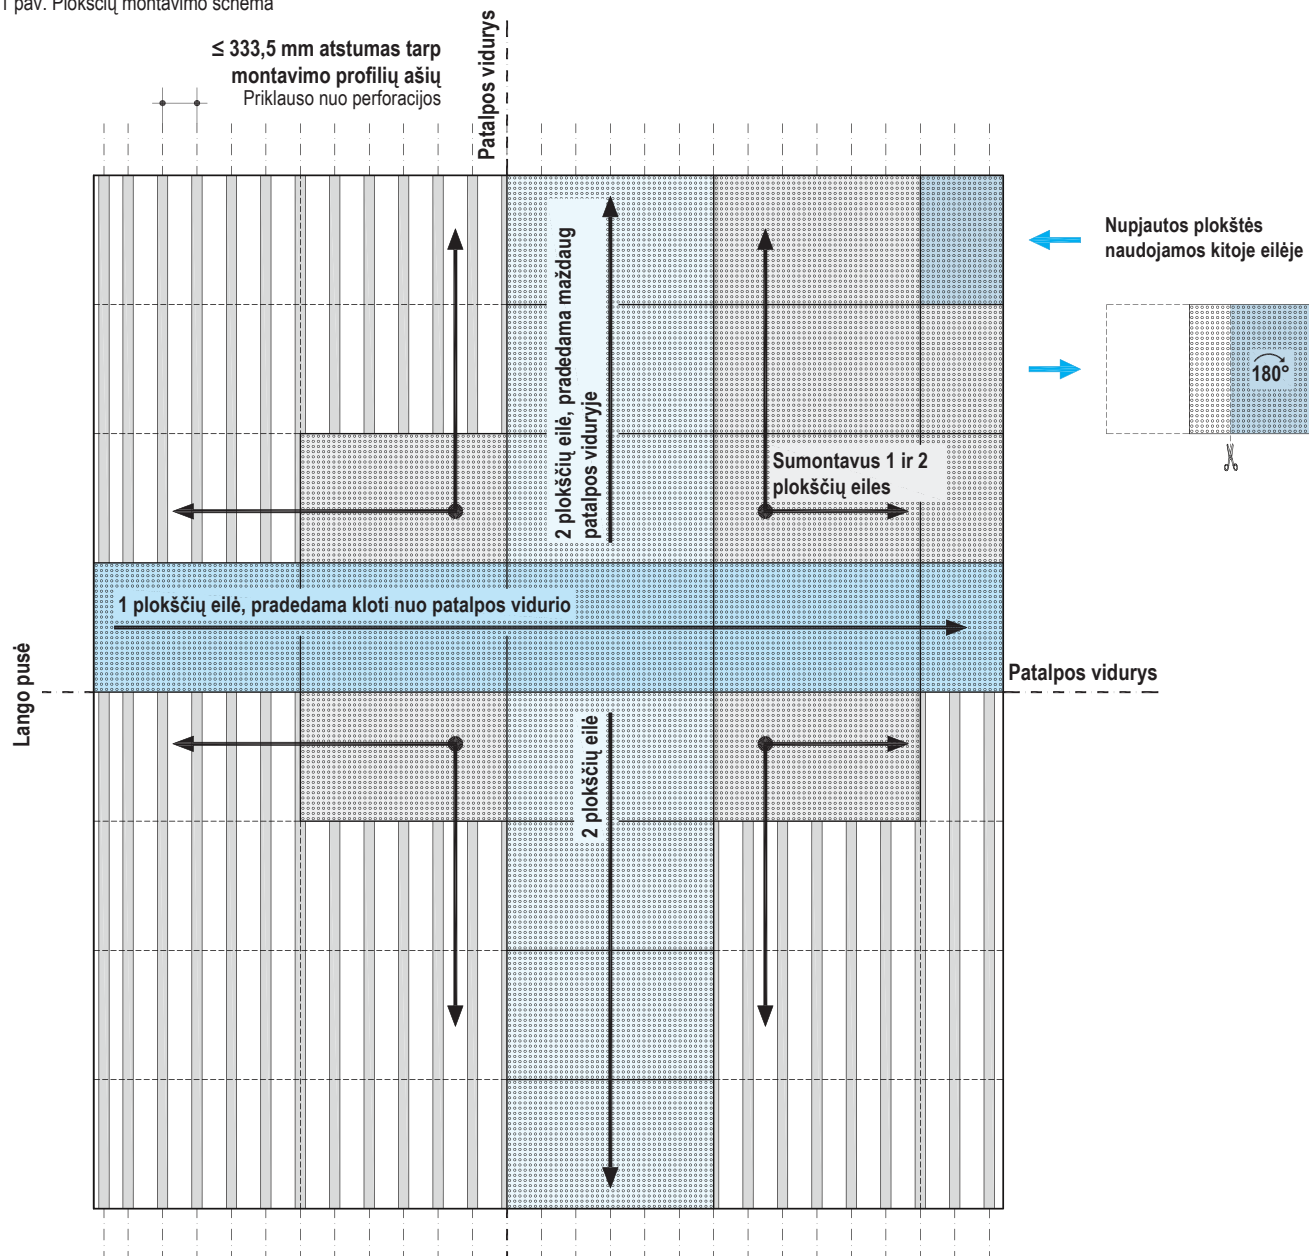 1 pav. Plokščių montavimo schema
≤ 333,5 mm atstumas tarp
montavimo profilių ašių
Priklauso nuo perforacijos
Patalpos vidurys
Nupjautos plokštės
naudojamos kitoje eilėje
180°
2 plokščių eilė, pradedama maždaug
patalpos viduryje
Sumontavus 1 ir 2
plokščių eiles
1 plokščių eilė, pradedama kloti nuo patalpos vidurio
Lango pusė
Patalpos vidurys
2 plokščių eilė